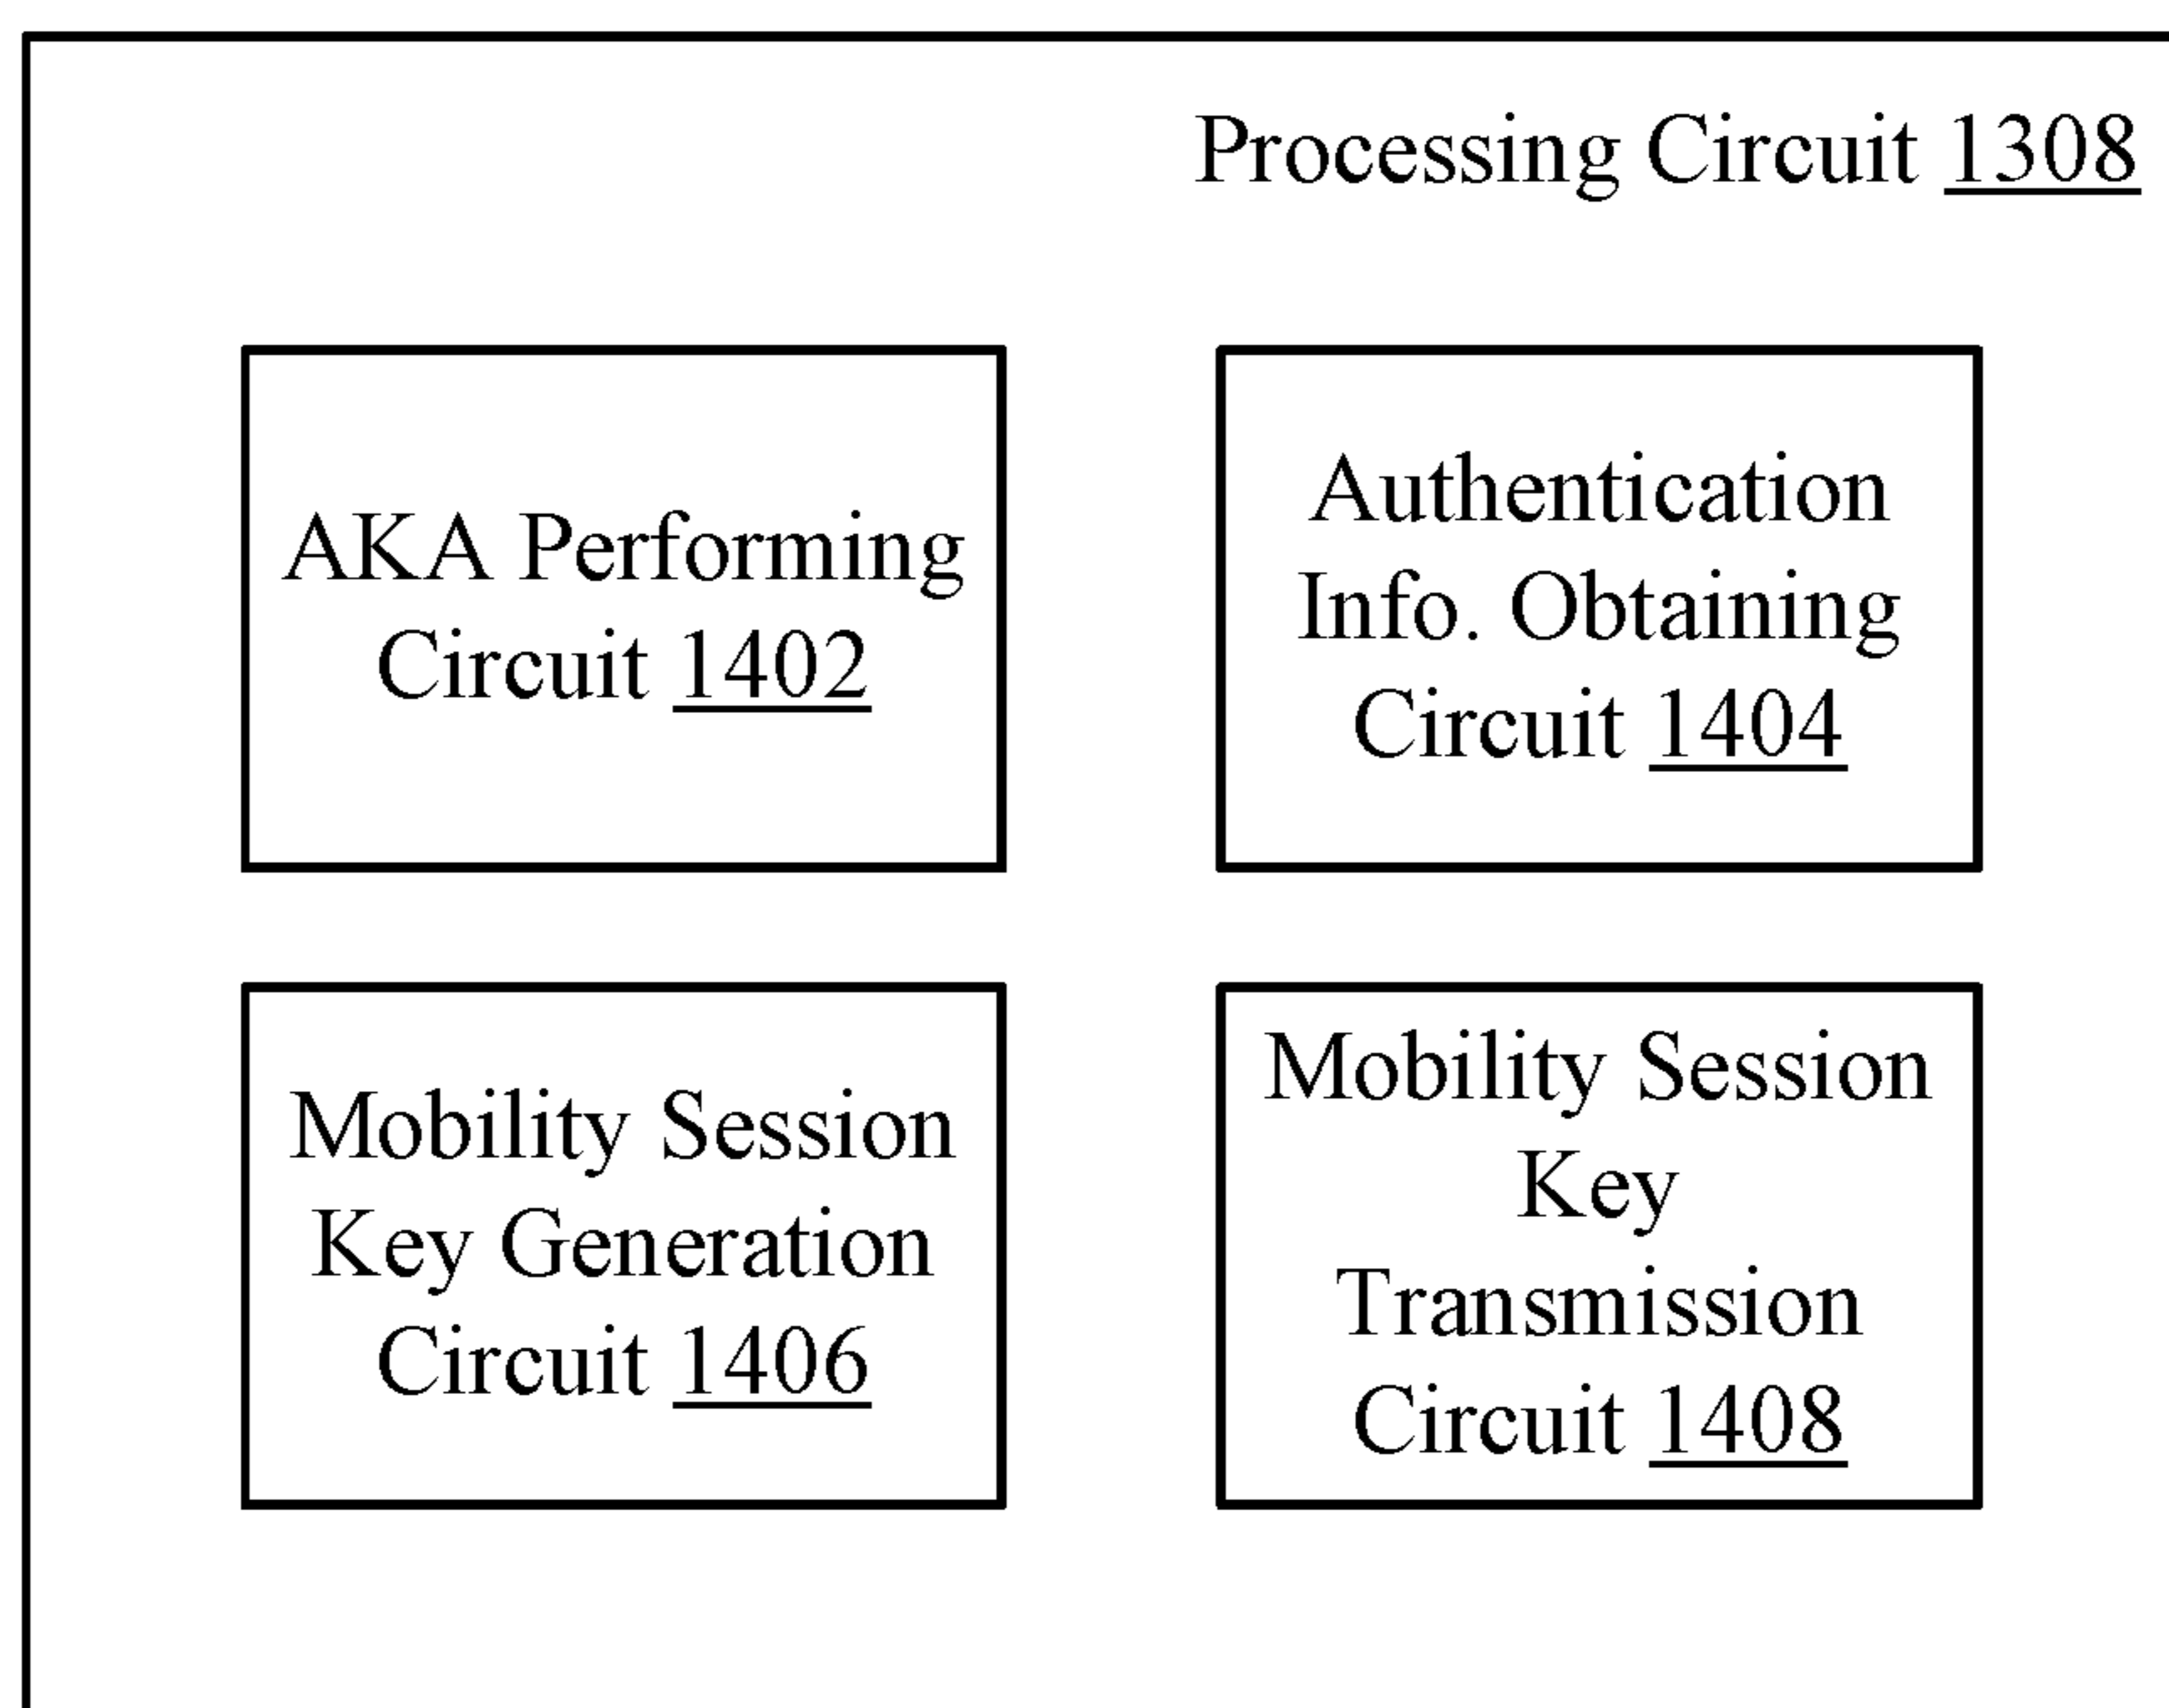 Processing Circuit 1308
AKA Performing
Circuit 1402
Authentication
Info. Obtaining
Circuit 1404
Mobility Session
Key Generation
Circuit 1406
Mobility Session
Key
Transmission
Circuit 1408